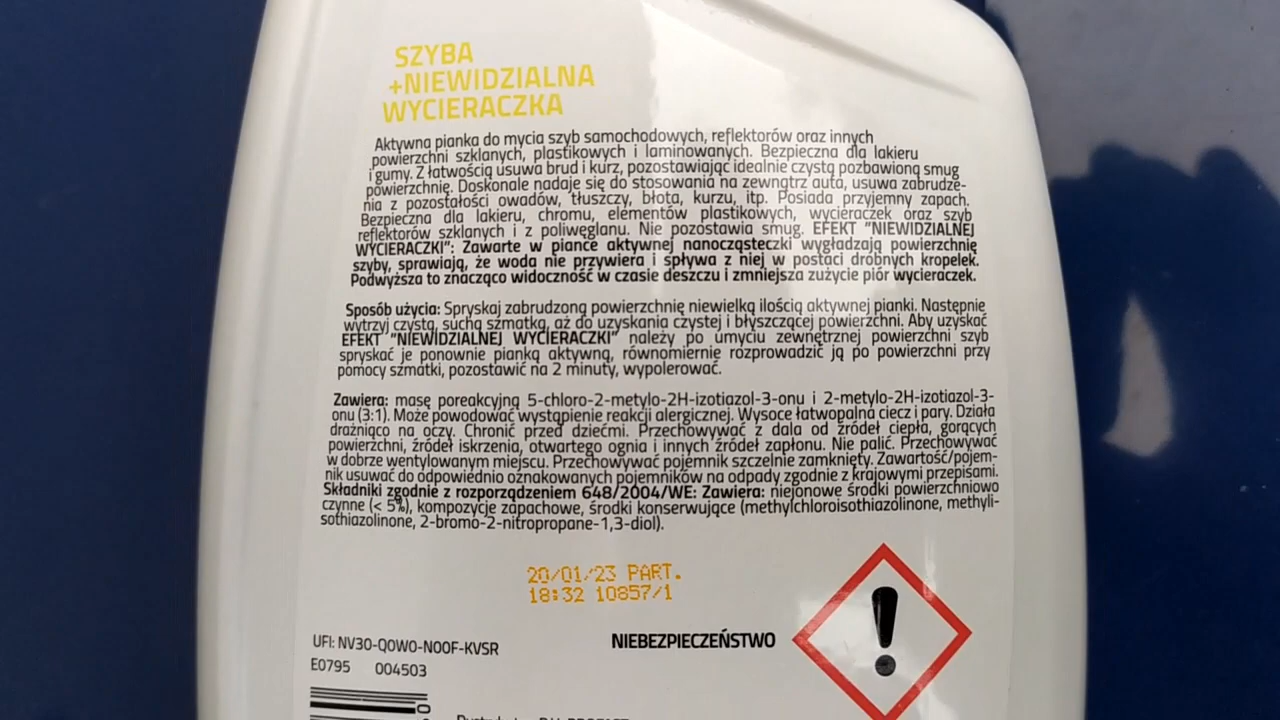 SZYBA
+NIEWIDZIALNA
WYCIERACZKA
Aktywna pianka do mycia szyb samochodowych, reflektorów oraz innych
powierzchni szklanych, plastikowych i laminowanych. Bezpieczna dla lakieru
i gumy. Z łatwością usuwa brud i kurz, pozostawiając idealnie czystą pozbawioną smug
powierzchnię. Doskonale nadaje się do stosowania na zewnątrz auta, usuwa zabrudze-
nia z pozostałości owadów, tłuszczy, błota, kurzu, itp. Posiada przyjemny zapach.
Bezpieczna dla lakieru, chromu, elementów plastikowych, wycieraczek oraz szyb
reflektorów szklanych i z poliwęglanu. Nie pozostawia smug. EFEKT "NIEWIDZIALNEJ
WYCIERACZKI": Zawarte w piance aktywnej nanocząsteczki wygładzają powierzchnię
szyby, sprawiają, że woda nie przywiera i spływa z niej w postaci drobnych kropelek.
Podwyższa to znacząco widoczność w czasie deszczu i zmniejsza zużycie piór wycieraczek.
Sposób użycia: Spryskaj zabrudzoną powierzchnię niewielką ilością aktywnej pianki. Następnie
wytrzyj czystą, suchą szmatką, aż do uzyskania czystej i błyszczącej powierzchni. Aby uzyskać
EFEKT "NIEWIDZIALNEJ WYCIERACZKI" należy po umyciu zewnętrznej powierzchni szyb
spryskać je ponownie pianką aktywną, równomiernie rozprowadzić ją po powierzchni przy
pomocy szmatki, pozostawić na 2 minuty, wypolerować.
Zawiera: masę poreakcyjną 5-chloro-2-metylo-2H-izotiazol-3-onu i 2-metylo-2H-izotiazol-3-
onu (3:1). Może powodować wystąpienie reakcji alergicznej. Wysoce łatwopalna ciecz i pary. Działa
drażniąco na oczy. Chronić przed dziećmi. Przechowywać z dala od źródeł ciepła, gorących
powierzchni, źródeł iskrzenia, otwartego ognia i innych źródeł zapłonu. Nie palić. Przechowywać
w dobrze wentylowanym miejscu. Przechowywać pojemnik szczelnie zamknięty. Zawartość/pojem-
nik usuwać do odpowiednio oznakowanych pojemników na odpady zgodnie z krajowymi przepisami.
Składniki zgodnie z rozporządzeniem 648/2004/WE: Zawiera: niejonowe środki powierzchniowo
czynne (< 5%), kompozycje zapachowe, środki konserwujące (methylchloroisothiazolinone, methyli-
sothiazolinone, 2-bromo-2-nitropropane-1,3-diol).
20/01/23 PART.
18:32 10857/1
UFI: NV30-Q0W0-N00F-KVSR
NIEBEZPIECZEŃSTWO
E0795 004503